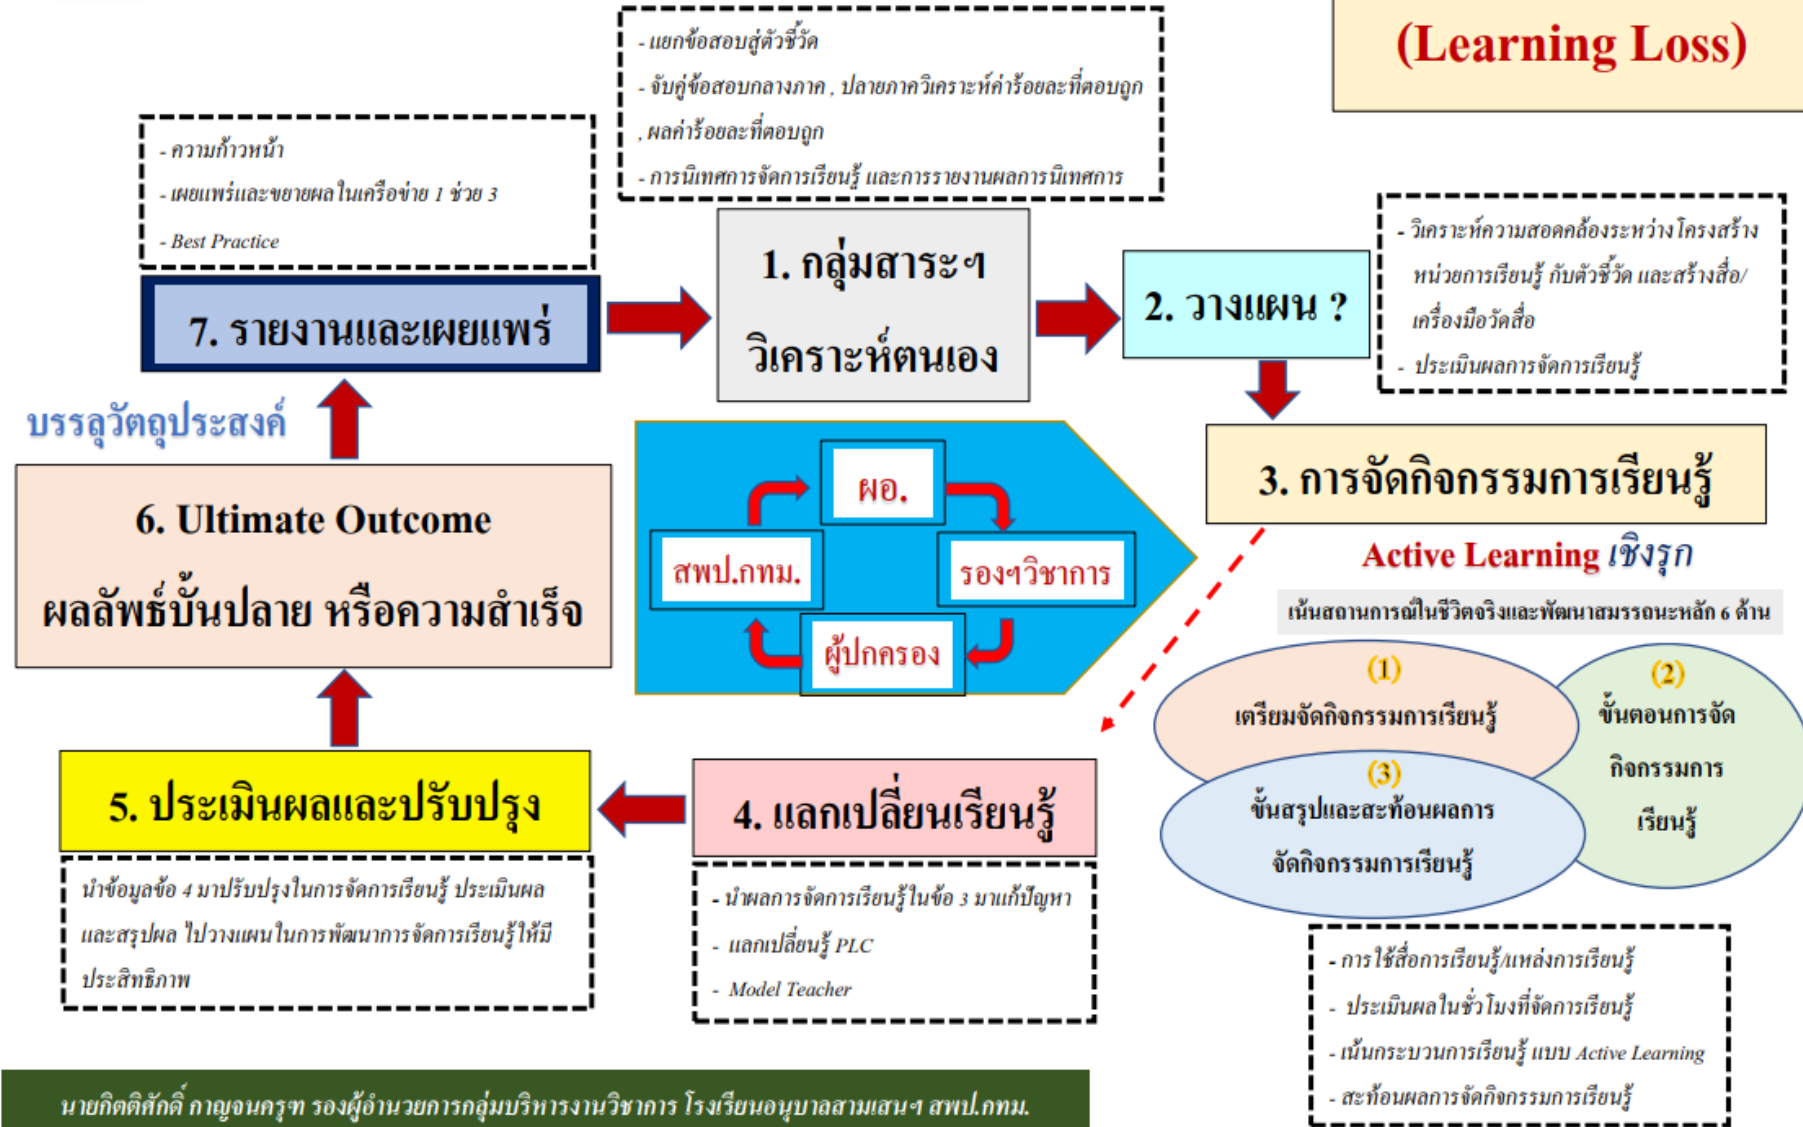 (Learning Loss)
- แยกข้อสอบสู่ตัวชี้วัด
- จับคู่ข้อสอบกลางภาค , ปลายภาควิเคราะห์ค่าร้อยละที่ตอบถูก
, ผลค่าร้อยละที่ตอบถูก
- การนิเทศการจัดการเรียนรู้ และการรายงานผลการนิเทศการ
1. กลุ่มสาระฯ
วิเคราะห์ตนเอง
2. วางแผน ?
- วิเคราะห์ความสอดคล้องระหว่างโครงสร้าง
หน่วยการเรียนรู้ กับตัวชี้วัด และสร้างสื่อ/
เครื่องมือวัดสื่อ
- ประเมินผลการจัดการเรียนรู้
3. การจัดกิจกรรมการเรียนรู้
Active Learning เชิงรุก
เน้นสถานการณ์ในชีวิตจริงและพัฒนาสมรรถนะหลัก 6 ด้าน
(1)
เตรียมจัดกิจกรรมการเรียนรู้
(2)
ขั้นตอนการจัด
กิจกรรมการ
เรียนรู้
(3)
ขั้นสรุปและสะท้อนผลการ
จัดกิจกรรมการเรียนรู้
- การใช้สื่อการเรียนรู้/แหล่งการเรียนรู้
- ประเมินผลในชั่วโมงที่จัดการเรียนรู้
- เน้นกระบวนการเรียนรู้ แบบ Active Learning
- สะท้อนผลการจัดกิจกรรมการเรียนรู้
4. แลกเปลี่ยนเรียนรู้
- นำผลการจัดการเรียนรู้ในข้อ 3 มาแก้ปัญหา
- แลกเปลี่ยนรู้ PLC
- Model Teacher
5. ประเมินผลและปรับปรุง
นำข้อมูลข้อ 4 มาปรับปรุงในการจัดการเรียนรู้ ประเมินผล
และสรุปผล ไปวางแผนในการพัฒนาการจัดการเรียนรู้ให้มี
ประสิทธิภาพ
6. Ultimate Outcome
ผลลัพธ์บั้นปลาย หรือความสำเร็จ
บรรลุวัตถุประสงค์
7. รายงานและเผยแพร่
- ความก้าวหน้า
- เผยแพร่และขยายผลในเครือข่าย 1 ช่วย 3
- Best Practice
ผอ.
รองฯวิชาการ
ผู้ปกครอง
สพป.กทม.
นายกิตติศักดิ์ กาญจนครุฑ รองผู้อำนวยการกลุ่มบริหารงานวิชาการ โรงเรียนอนุบาลสามเสนฯ สพป.กทม.